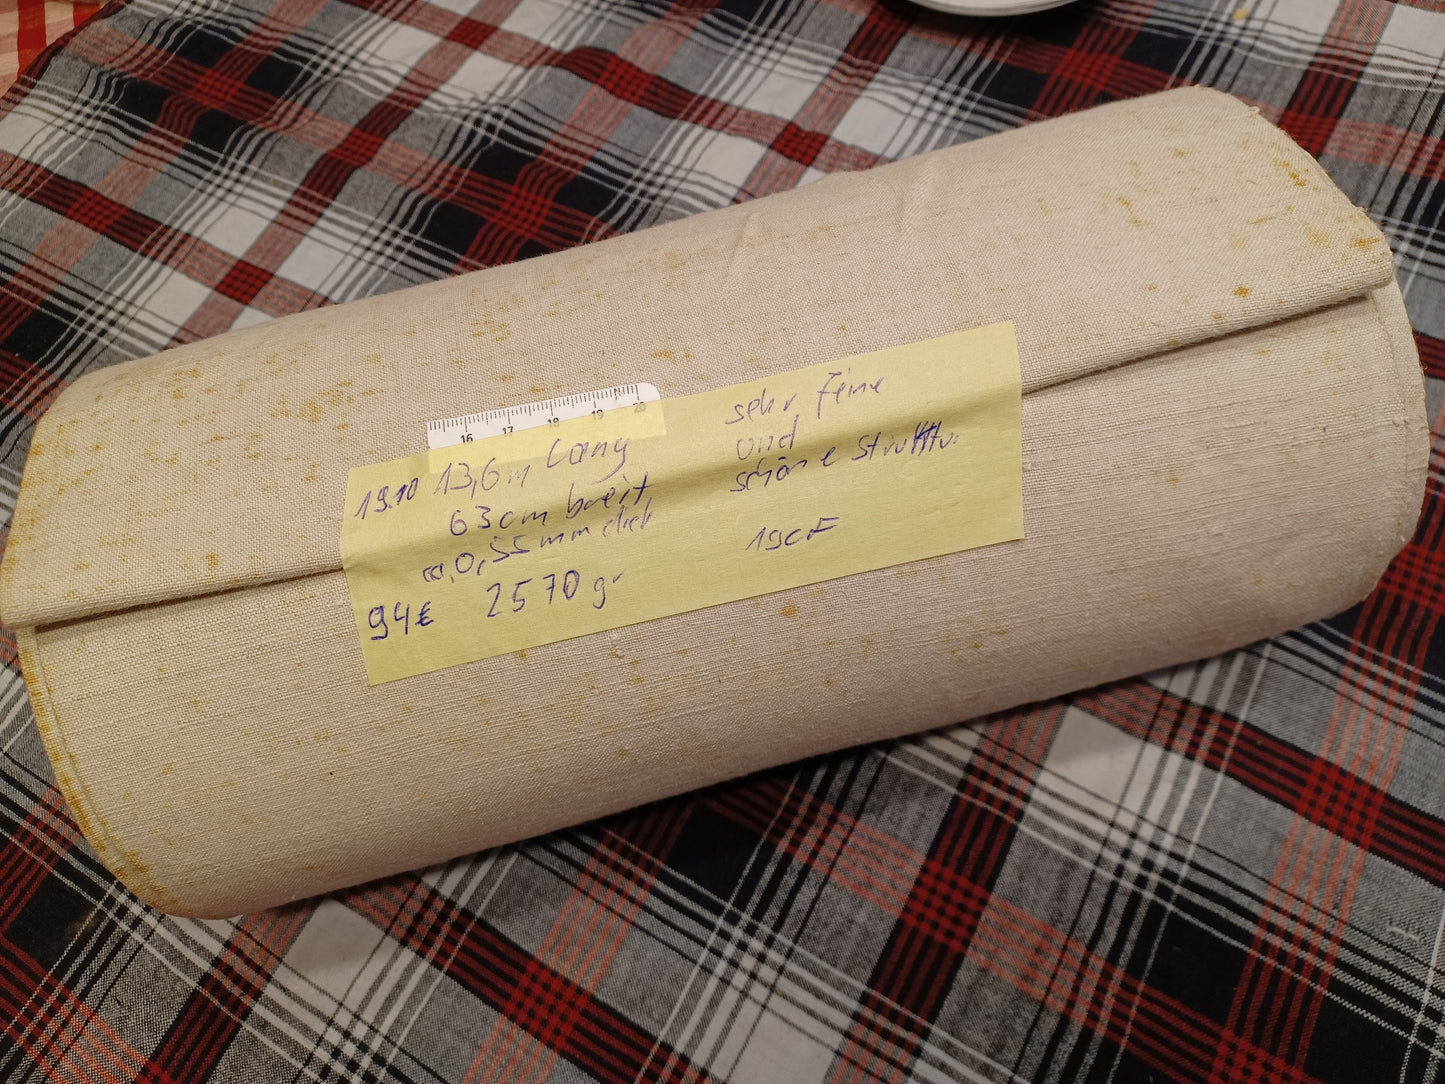 16 17 18 19 20
19.10 13,6m lang
63cm breit
ca. 0,55mm dick
94€ 2570gr
sehr feine
und
schöne Struktur